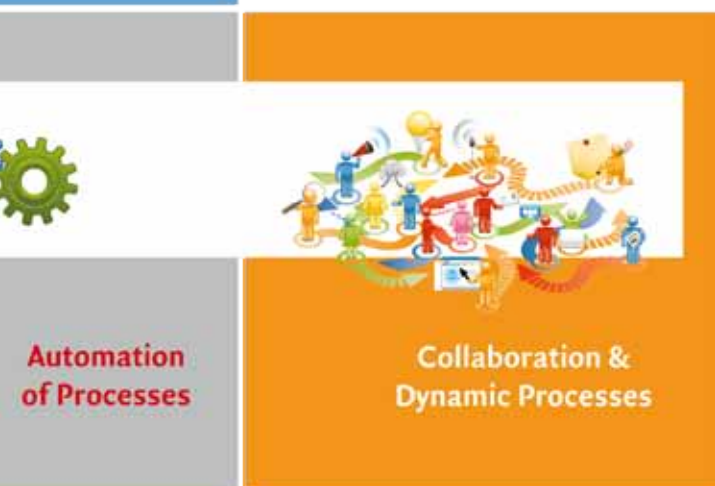 Automation
of Processes
Collaboration &
Dynamic Processes